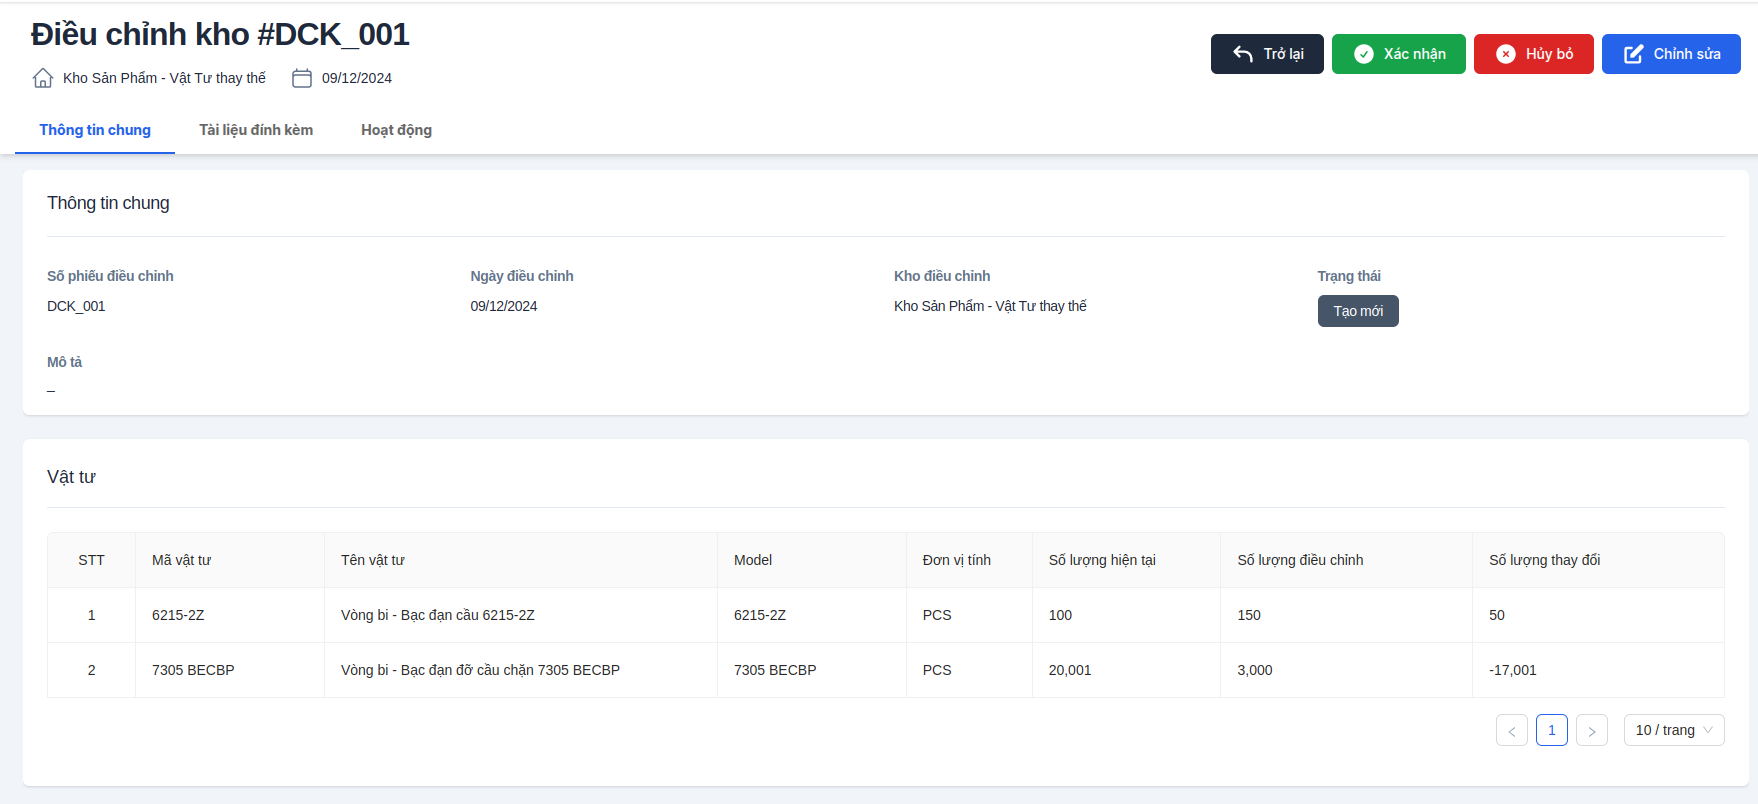 Điều chỉnh kho #DCK_001
Trở lại
Xác nhận
Hủy bỏ
Chỉnh sửa
Kho Sản Phẩm - Vật Tư thay thế
09/12/2024
Thông tin chung
Tài liệu đính kèm
Hoạt động
Thông tin chung
Số phiếu điều chỉnh
Ngày điều chỉnh
Kho điều chỉnh
Trạng thái
DCK_001
09/12/2024
Kho Sản Phẩm - Vật Tư thay thế
Tạo mới
Mô tả
–
Vật tư
STT Mã vật tư Tên vật tư Model Đơn vị tính Số lượng hiện tại Số lượng điều chỉnh Số lượng thay đổi
1 6215-2Z Vòng bi - Bạc đạn cầu 6215-2Z 6215-2Z PCS 100 150 50
2 7305 BECBP Vòng bi - Bạc đạn đỡ cầu chặn 7305 BECBP 7305 BECBP PCS 20,001 3,000 -17,001
1
10 / trang